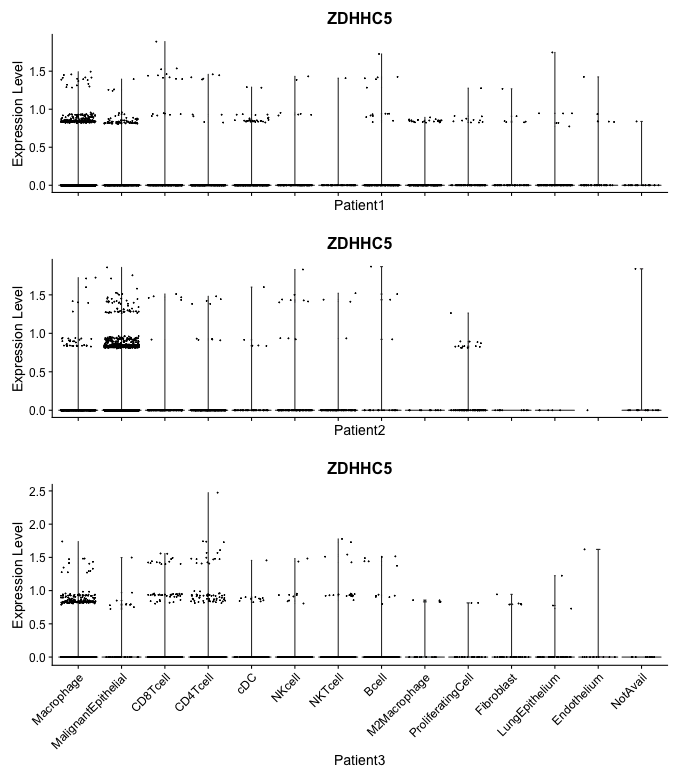 ZDHHC5
Expression Level
1.5
1.0
0.5
0.0
Patient1
ZDHHC5
Expression Level
1.5
1.0
0.5
0.0
Patient2
ZDHHC5
Expression Level
2.5
2.0
1.5
1.0
0.5
0.0
Macrophage
MalignantEpithelial
CD8Tcell
CD4Tcell
cDC
NKcell
NKTcell
Bcell
M2Macrophage
ProliferatingCell
Fibroblast
LungEpithelium
Endothelium
NotAvail
Patient3